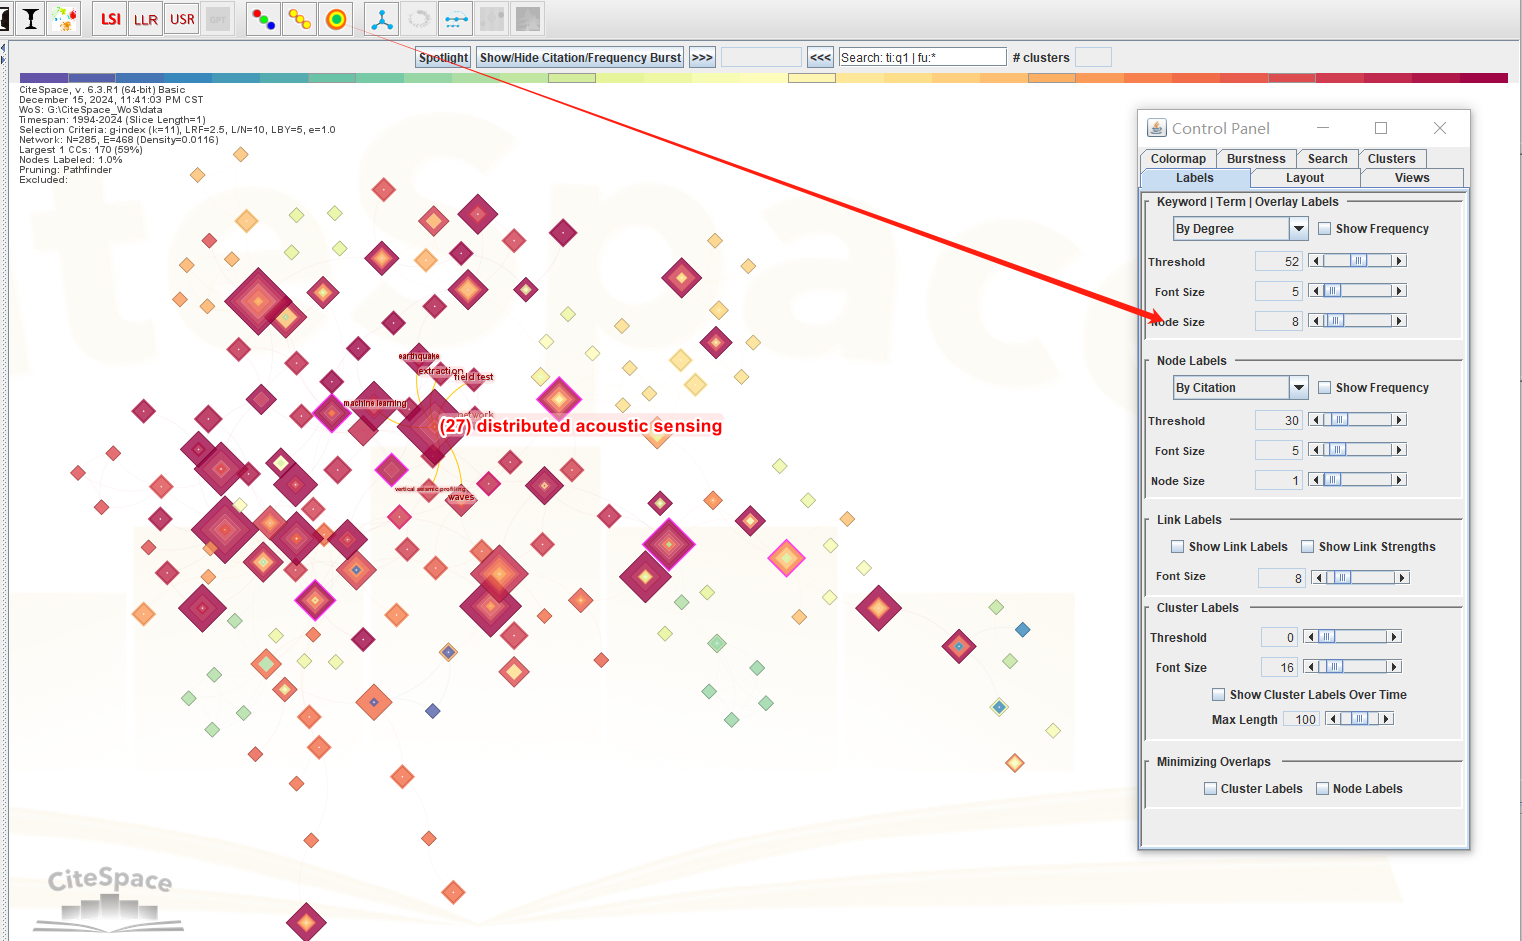 LSI LLR USR GPT
Spotlight Show/Hide Citation/Frequency Burst >>> <<< Search: ti:q1 | fu:* # clusters
CiteSpace, v. 6.3.R1 (64-bit) Basic
December 15, 2024, 11:41:03 PM CST
WoS: G:\CiteSpace_WoS\data
Timespan: 1994-2024 (Slice Length=1)
Selection Criteria: g-index (k=11), LRF=2.5, L/N=10, LBY=5, e=1.0
Network: N=285, E=468 (Density=0.0116)
Largest 1 CCs: 170 (59%)
Nodes Labeled: 1.0%
Pruning: Pathfinder
Excluded:
earthquake
extraction
field test
machine learning
network
(27) distributed acoustic sensing
vertical seismic profiling
waves
CiteSpace
Control Panel
Colormap Burstness Search Clusters
Labels Layout Views
Keyword | Term | Overlay Labels
By Degree Show Frequency
Threshold 52
Font Size 5
Node Size 8
Node Labels
By Citation Show Frequency
Threshold 30
Font Size 5
Node Size 1
Link Labels
Show Link Labels Show Link Strengths
Font Size 8
Cluster Labels
Threshold 0
Font Size 16
Show Cluster Labels Over Time
Max Length 100
Minimizing Overlaps
Cluster Labels Node Labels